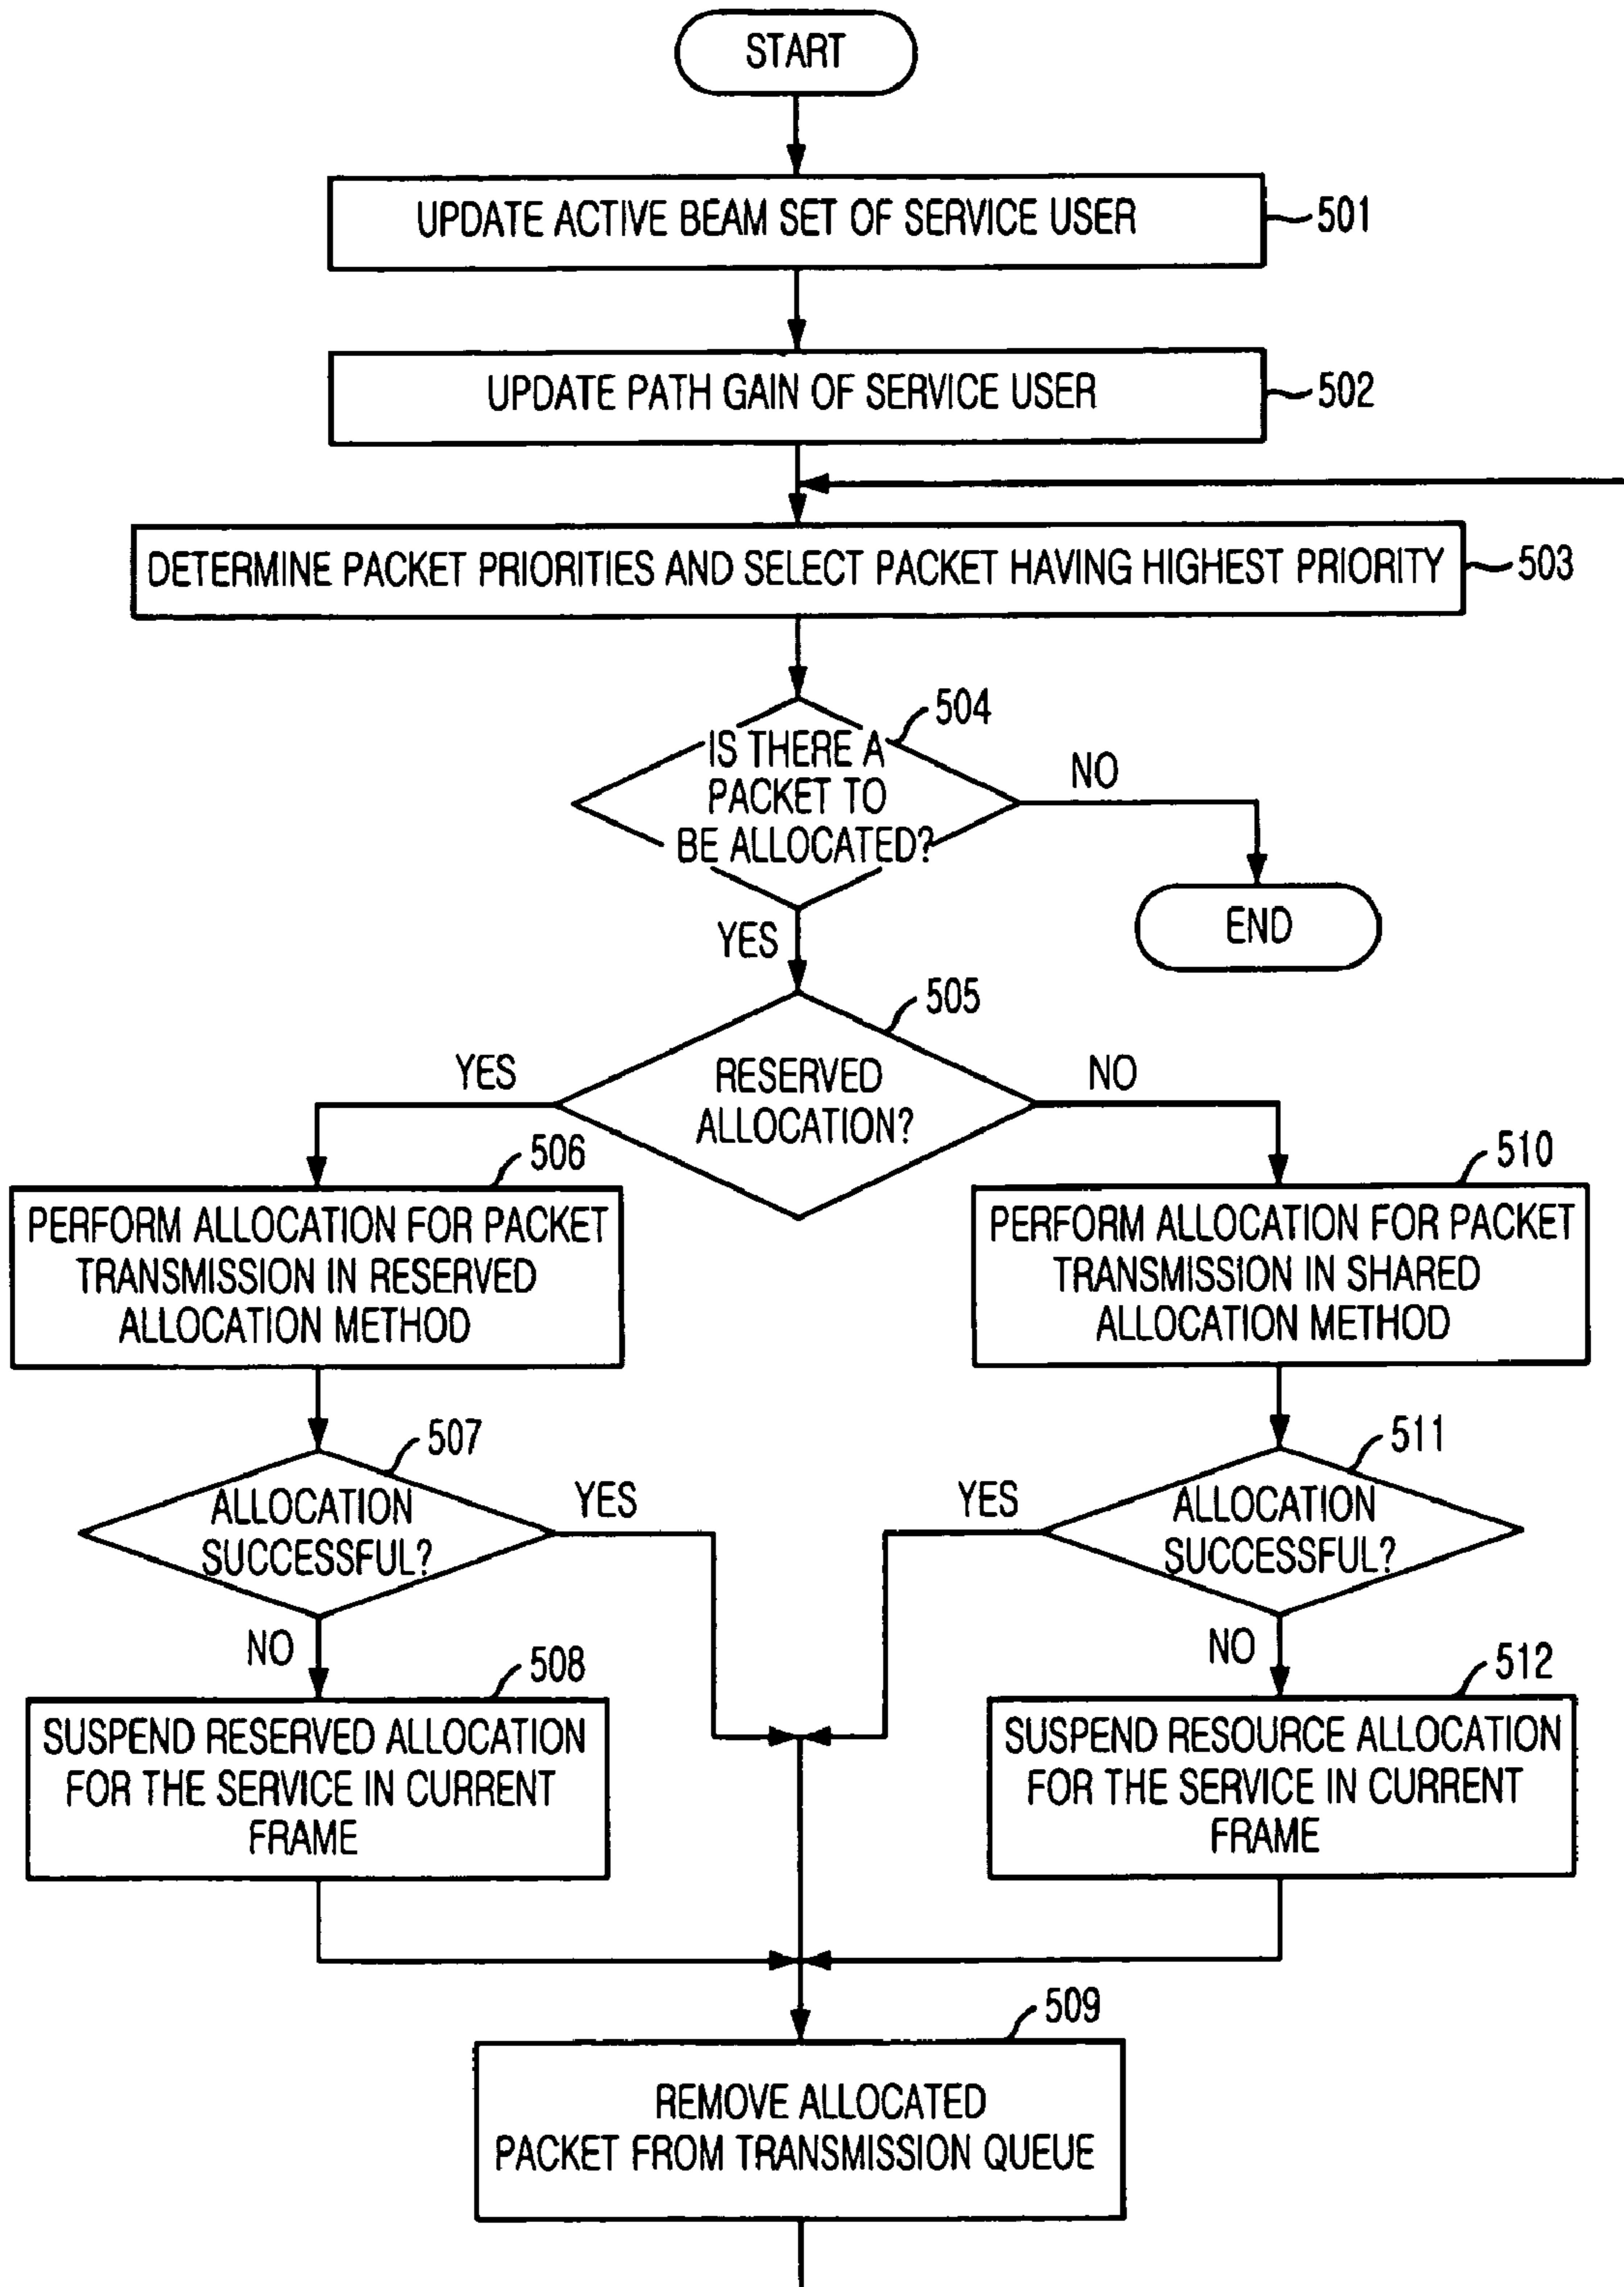 START
UPDATE ACTIVE BEAM SET OF SERVICE USER
501
UPDATE PATH GAIN OF SERVICE USER
502
DETERMINE PACKET PRIORITIES AND SELECT PACKET HAVING HIGHEST PRIORITY
503
504
IS THERE A
PACKET TO
BE ALLOCATED?
NO
END
YES
505
RESERVED
ALLOCATION?
YES
NO
506
PERFORM ALLOCATION FOR PACKET
TRANSMISSION IN RESERVED
ALLOCATION METHOD
510
PERFORM ALLOCATION FOR PACKET
TRANSMISSION IN SHARED
ALLOCATION METHOD
507
ALLOCATION
SUCCESSFUL?
YES
NO
511
ALLOCATION
SUCCESSFUL?
YES
NO
508
SUSPEND RESERVED ALLOCATION
FOR THE SERVICE IN CURRENT
FRAME
512
SUSPEND RESOURCE ALLOCATION
FOR THE SERVICE IN CURRENT
FRAME
509
REMOVE ALLOCATED
PACKET FROM TRANSMISSION QUEUE